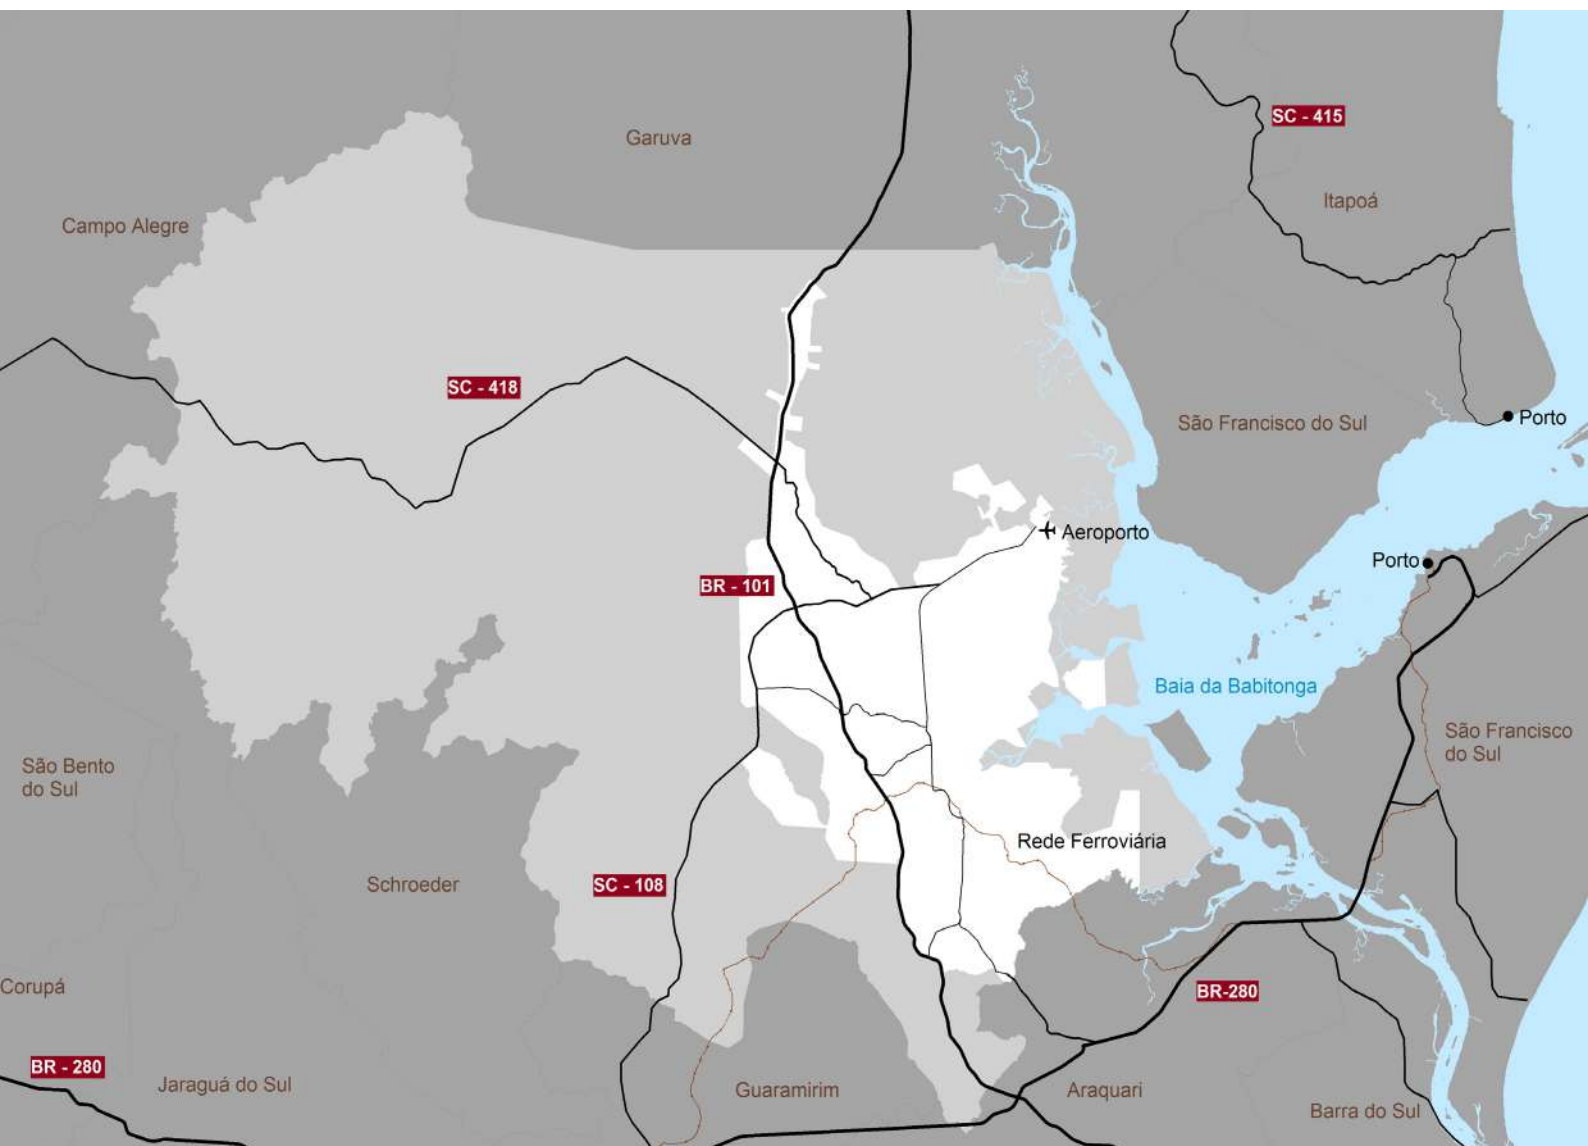 SC - 415
Garuva
Itapoá
Campo Alegre
SC - 418
Porto
São Francisco do Sul
Aeroporto
Porto
BR - 101
Baia da Babitonga
São Francisco
do Sul
São Bento
do Sul
Rede Ferroviária
Schroeder
SC - 108
Corupá
BR-280
BR - 280
Jaraguá do Sul
Guaramirim
Araquari
Barra do Sul